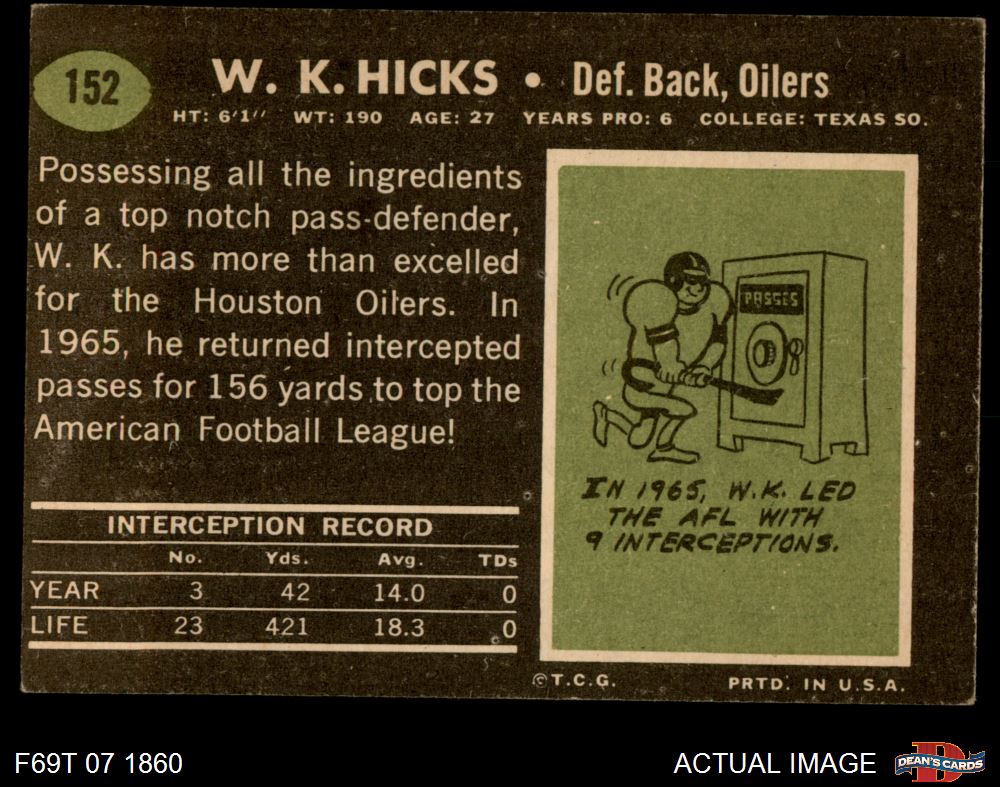 152
W. K. HICKS • Def. Back, Oilers
HT: 6'1" WT: 190 AGE: 27 YEARS PRO: 6 COLLEGE: TEXAS SO.
Possessing all the ingredients
of a top notch pass-defender,
W. K. has more than excelled
for the Houston Oilers. In
1965, he returned intercepted
passes for 156 yards to top the
American Football League!
PASSES
IN 1965, W.K. LED
THE AFL WITH
9 INTERCEPTIONS.
INTERCEPTION RECORD
No. Yds. Avg. TDs
YEAR 3 42 14.0 0
LIFE 23 421 18.3 0
©T.C.G. PRTD. IN U.S.A.
F69T 07 1860 ACTUAL IMAGE
DEAN'S CARDS